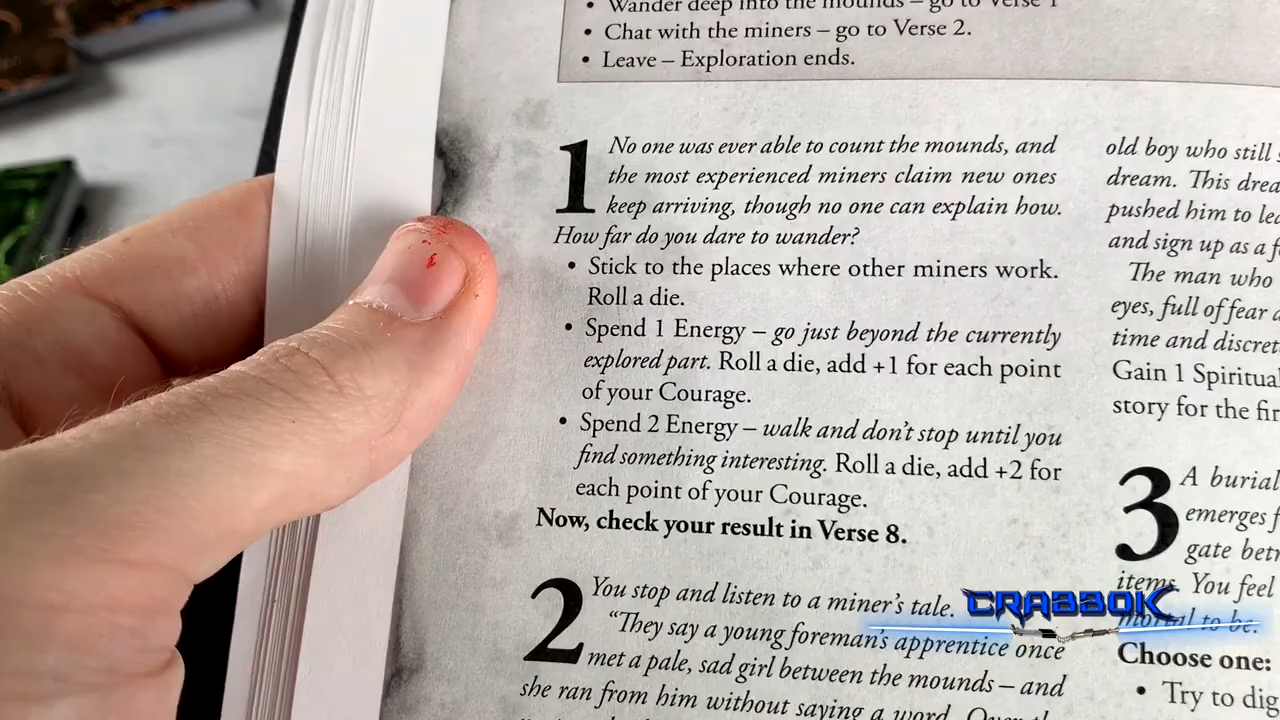 Wander deep into the mounds – go to Verse 1
• Chat with the miners – go to Verse 2.
• Leave – Exploration ends.
1 No one was ever able to count the mounds, and
the most experienced miners claim new ones
keep arriving, though no one can explain how.
How far do you dare to wander?
• Stick to the places where other miners work.
Roll a die.
• Spend 1 Energy – go just beyond the currently
explored part. Roll a die, add +1 for each point
of your Courage.
• Spend 2 Energy – walk and don't stop until you
find something interesting. Roll a die, add +2 for
each point of your Courage.
Now, check your result in Verse 8.
2 You stop and listen to a miner's tale.
"They say a young foreman's apprentice once
met a pale, sad girl between the mounds – and
she ran from him without saying a word.
old boy who still
dream. This
pushed him to
and sign up as a
The man who
eyes, full of fear
time and
Gain 1
story for the
3 A burial
emerges
gate
items. You feel
mortal to be.
Choose one:
• Try to dig
CRABBOK